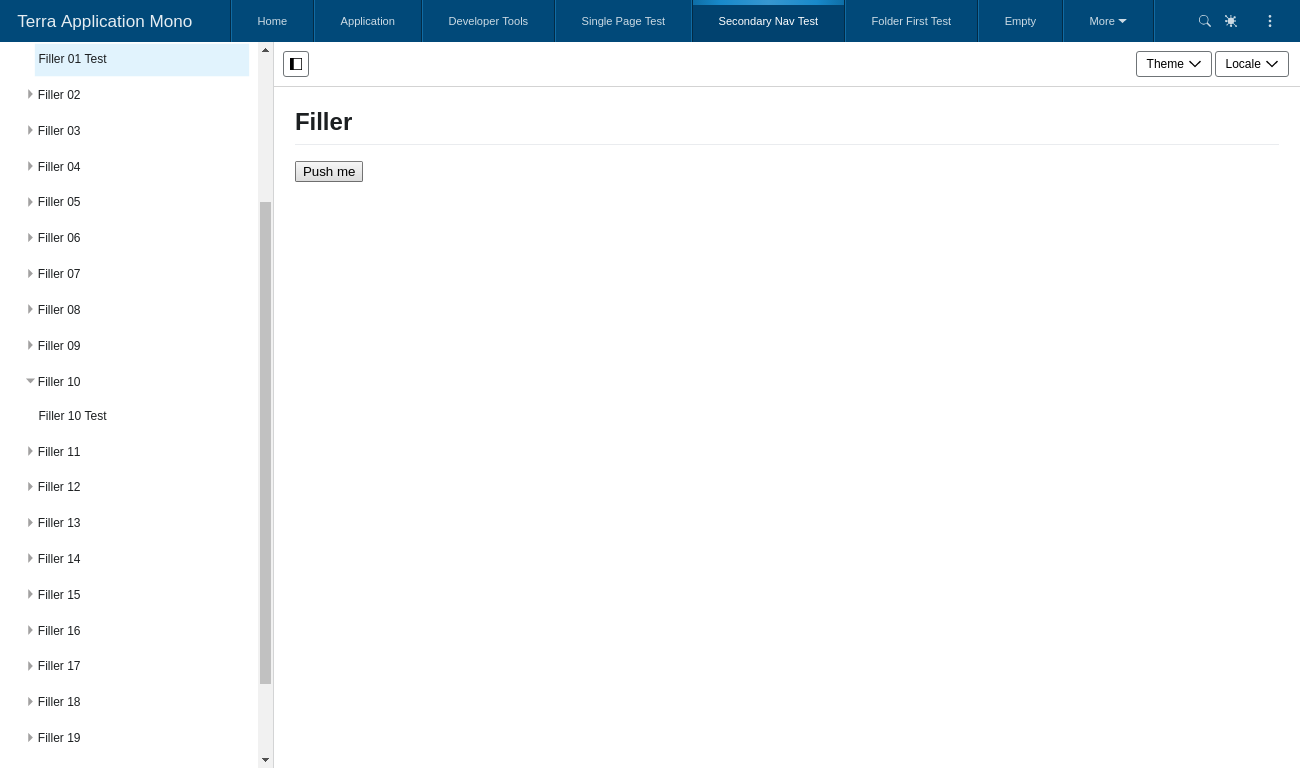 Terra Application Mono
Home
Application
Developer Tools
Single Page Test
Secondary Nav Test
Folder First Test
Empty
More
Filler 01 Test
Filler 02
Filler 03
Filler 04
Filler 05
Filler 06
Filler 07
Filler 08
Filler 09
Filler 10
Filler 10 Test
Filler 11
Filler 12
Filler 13
Filler 14
Filler 15
Filler 16
Filler 17
Filler 18
Filler 19
Theme
Locale
Filler
Push me